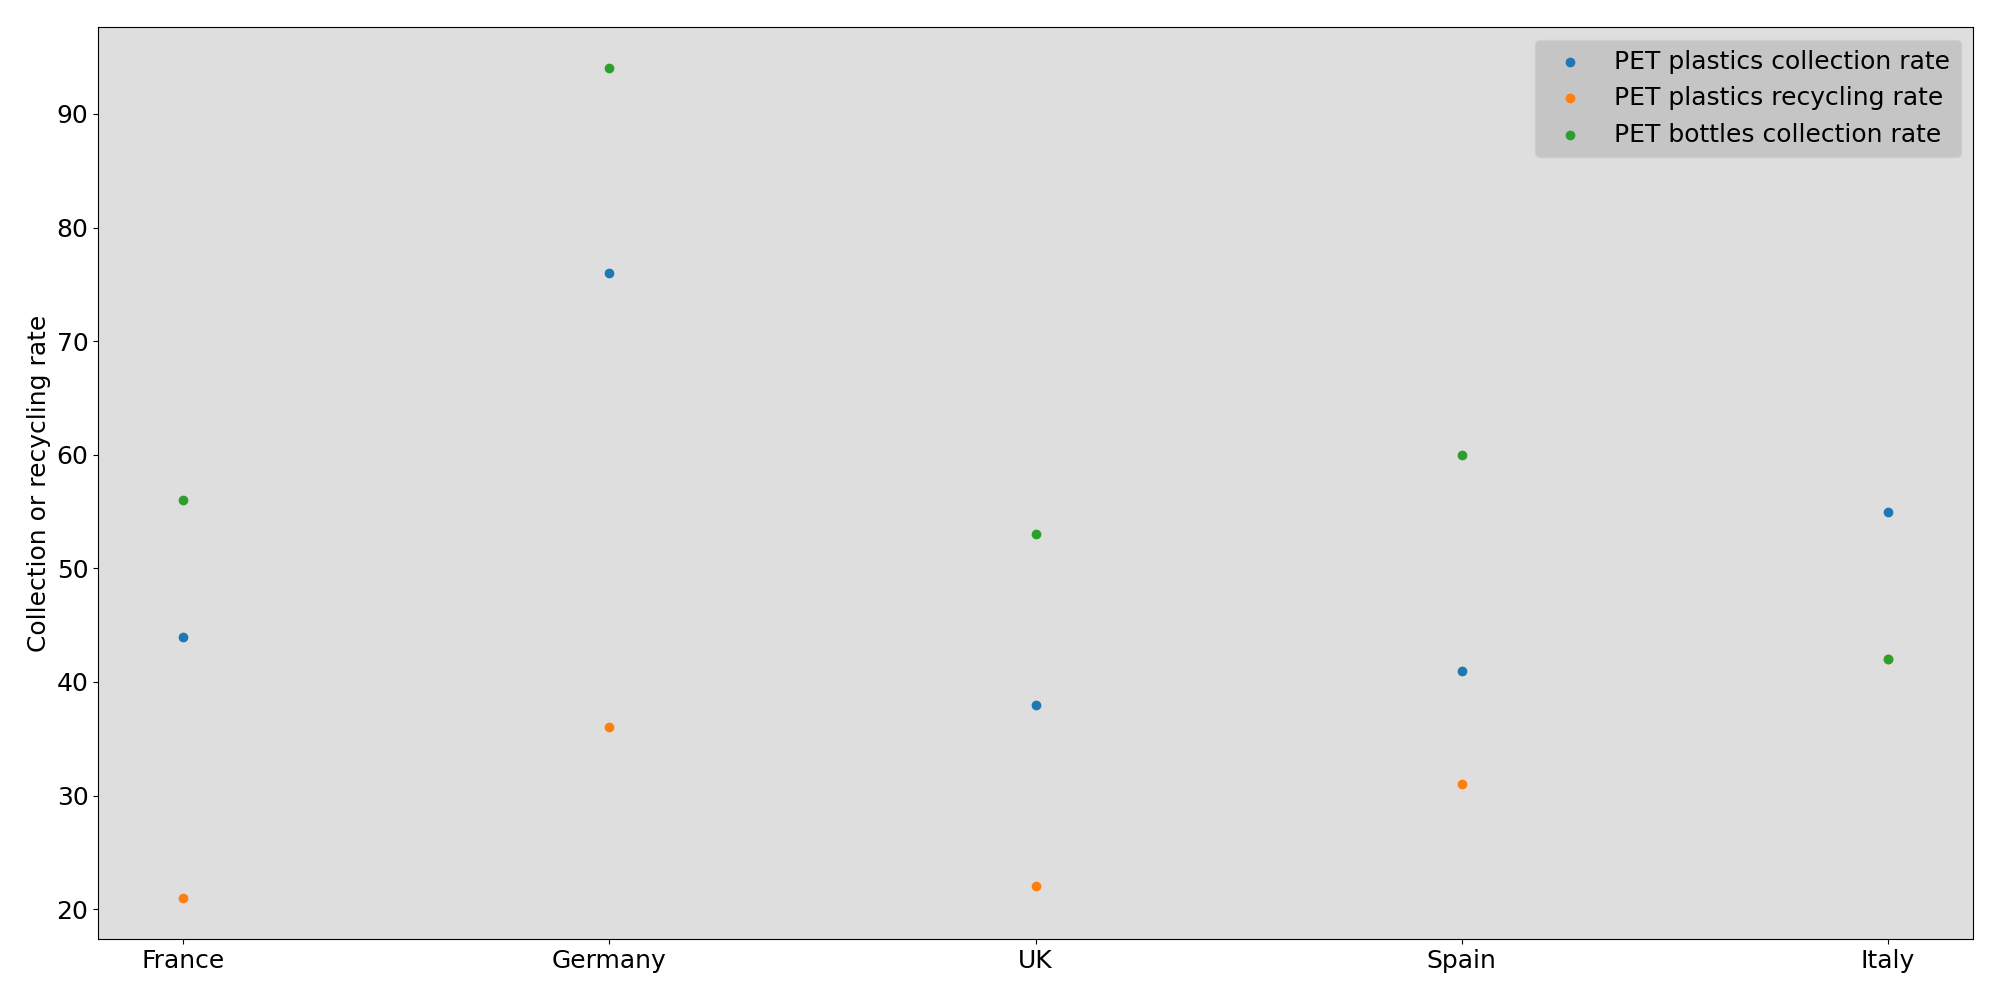 PET plastics collection rate
PET plastics recycling rate
PET bottles collection rate
Collection or recycling rate
90
80
70
60
50
40
30
20
France Germany UK Spain Italy